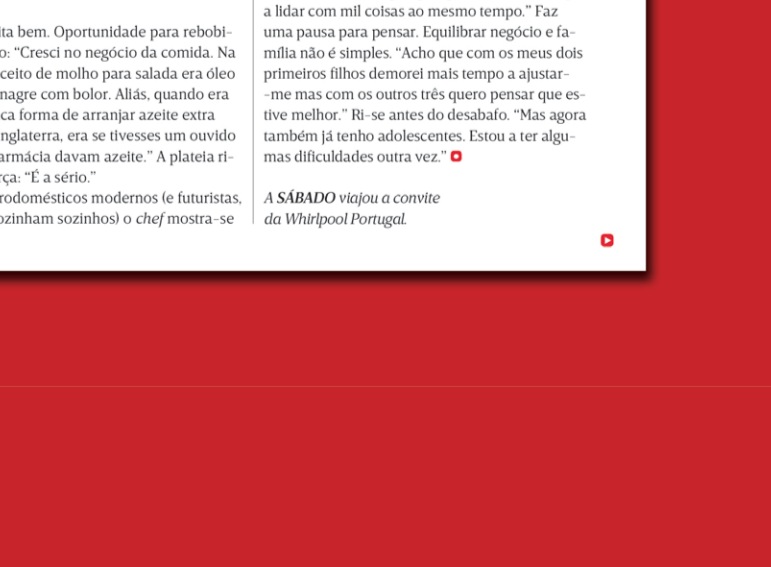 ita bem. Oportunidade para rebobi-
o: “Cresci no negócio da comida. Na
ceito de molho para salada era óleo
nagre com bolor. Aliás, quando era
ca forma de arranjar azeite extra
nglaterra, era se tivesses um ouvido
armácia davam azeite.” A plateia ri-
rça: “É a sério.”
rodomésticos modernos (e futuristas,
ozinham sozinhos) o chef mostra-se
a lidar com mil coisas ao mesmo tempo.” Faz
uma pausa para pensar. Equilibrar negócio e fa-
mília não é simples. “Acho que com os meus dois
primeiros filhos demorei mais tempo a ajustar-
-me mas com os outros três quero pensar que es-
tive melhor.” Ri-se antes do desabafo. “Mas agora
também já tenho adolescentes. Estou a ter algu-
mas dificuldades outra vez.”
A SÁBADO viajou a convite
da Whirlpool Portugal.